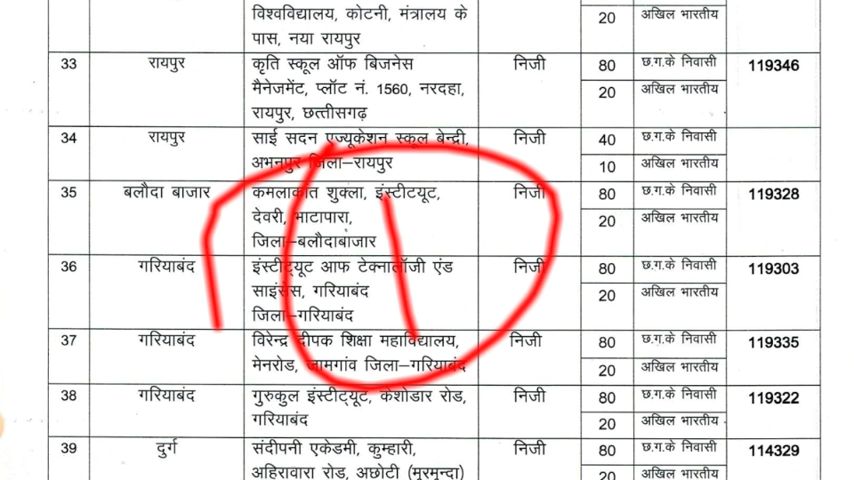 विश्वविद्यालय, कोटनी, मंत्रालय के
पास, नया रायपुर
20 अखिल भारतीय
33 रायपुर कृति स्कूल ऑफ बिजनेस निजी 80 छ.ग.के निवासी 119346
मैनेजमेंट, प्लॉट नं. 1560, नरदहा, 20 अखिल भारतीय
रायपुर, छत्तीसगढ़
34 रायपुर साई सदन एज्यूकेशन स्कूल बेन्द्री, निजी 40 छ.ग.के निवासी
अभनपुर जिला–रायपुर 10 अखिल भारतीय
35 बलौदा बाजार कमलाकांत शुक्ला, इंस्टीटयूट, निजी 80 छ.ग.के निवासी 119328
देवरी, भाटापारा, 20 अखिल भारतीय
जिला–बलौदाबाजार
36 गरियाबंद इंस्टीट्यूट आफ टेक्नालॉजी एंड निजी 80 छ.ग.के निवासी 119303
साइंसेस, गरियाबंद 20 अखिल भारतीय
जिला–गरियाबंद
37 गरियाबंद विरेन्द्र दीपक शिक्षा महाविद्यालय, निजी 80 छ.ग.के निवासी 119335
मेनरोड, जामगांव जिला–गरियाबंद 20 अखिल भारतीय
38 गरियाबंद गुरुकुल इंस्टीट्यूट, केशोडार रोड, निजी 80 छ.ग.के निवासी 119322
गरियाबंद 20 अखिल भारतीय
39 दुर्ग संदीपनी एकेडमी, कुम्हारी, निजी 80 छ.ग.के निवासी 114329
अहिरावारा रोड, अछोटी (मुरमुन्दा) 20 अखिल भारतीय